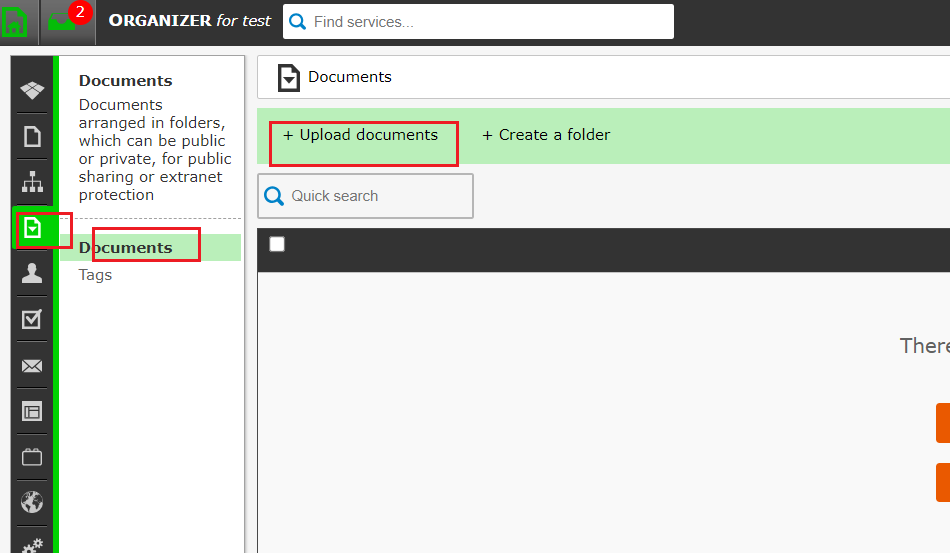 2
ORGANIZER for test
Find services...
Documents
Documents
arranged in folders,
which can be public
or private, for public
sharing or extranet
protection
Documents
Tags
Documents
+ Upload documents
+ Create a folder
Quick search
There